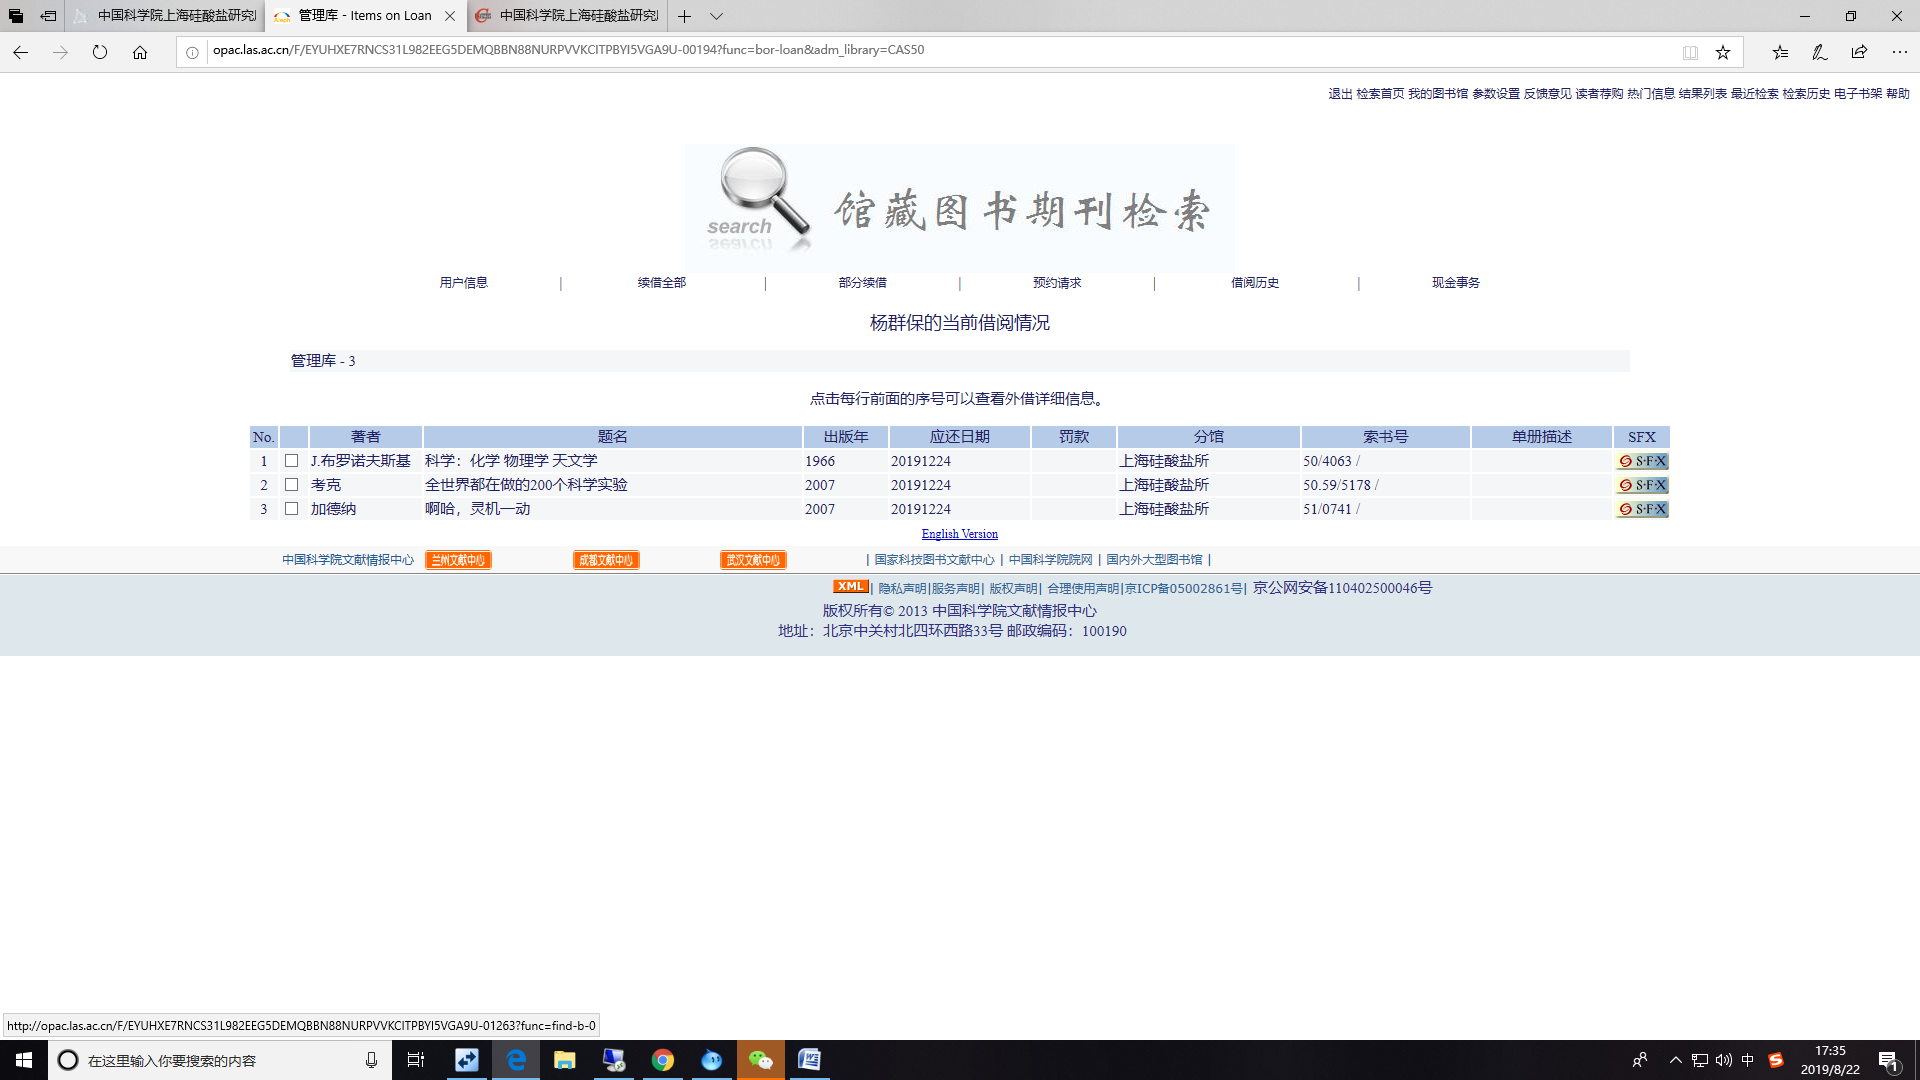 中国科学院上海硅酸盐研究
管理库 - Items on Loan
中国科学院上海硅酸盐研究
opac.las.ac.cn/F/EYUHXE7RNCS31L982EEG5DEMQBBN88NURPVVKCITPBYI5VGA9U-00194?func=bor-loan&adm_library=CAS50
退出 检索首页 我的图书馆 参数设置 反馈意见 读者荐购 热门信息 结果列表 最近检索 检索历史 电子书架 帮助
search 馆藏图书期刊检索
用户信息 | 续借全部 | 部分续借 | 预约请求 | 借阅历史 | 现金事务
杨群保的当前借阅情况
管理库 - 3
点击每行前面的序号可以查看外借详细信息。
No. 著者 题名 出版年 应还日期 罚款 分馆 索书号 单册描述 SFX
1 J.布罗诺夫斯基 科学：化学 物理学 天文学 1966 20191224 上海硅酸盐所 50/4063 / S·F·X
2 考克 全世界都在做的200个科学实验 2007 20191224 上海硅酸盐所 50.59/5178 / S·F·X
3 加德纳 啊哈，灵机一动 2007 20191224 上海硅酸盐所 51/0741 / S·F·X
English Version
中国科学院文献情报中心 兰州文献中心 成都文献中心 武汉文献中心 | 国家科技图书文献中心 | 中国科学院院网 | 国内外大型图书馆 |
XML | 隐私声明|服务声明| 版权声明| 合理使用声明|京ICP备05002861号| 京公网安备110402500046号
版权所有© 2013 中国科学院文献情报中心
地址：北京中关村北四环西路33号 邮政编码：100190
http://opac.las.ac.cn/F/EYUHXE7RNCS31L982EEG5DEMQBBN88NURPVVKCITPBYI5VGA9U-01263?func=find-b-0
在这里输入你要搜索的内容
中
17:35
2019/8/22
1